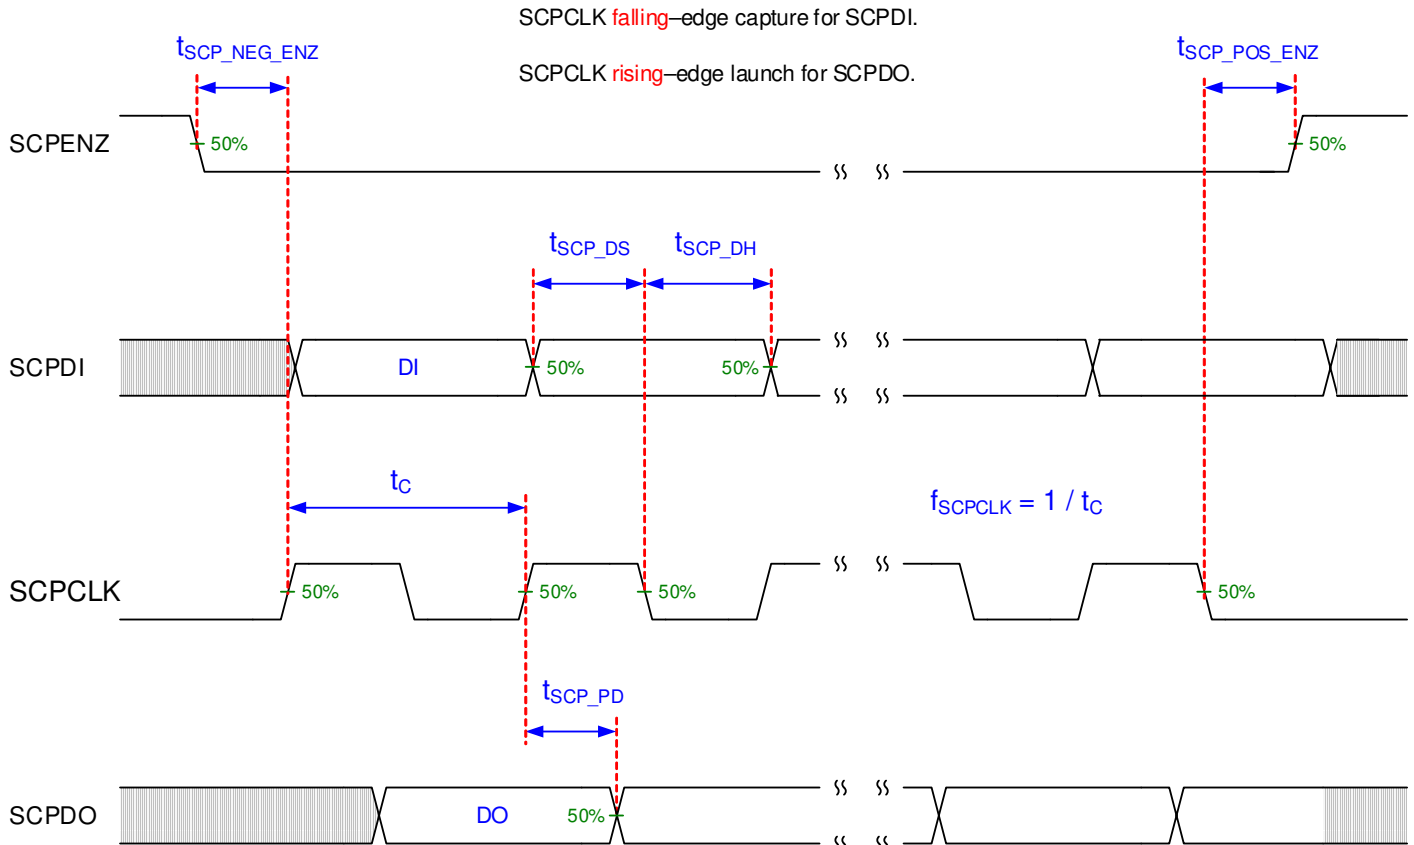 SCPCLK falling–edge capture for SCPDI.
SCPCLK rising–edge launch for SCPDO.
tSCP_NEG_ENZ
tSCP_POS_ENZ
SCPENZ
50%
50%
tSCP_DS
tSCP_DH
SCPDI
DI
50%
50%
tC
fSCPCLK = 1 / tC
SCPCLK
50%
50%
50%
50%
tSCP_PD
SCPDO
DO
50%